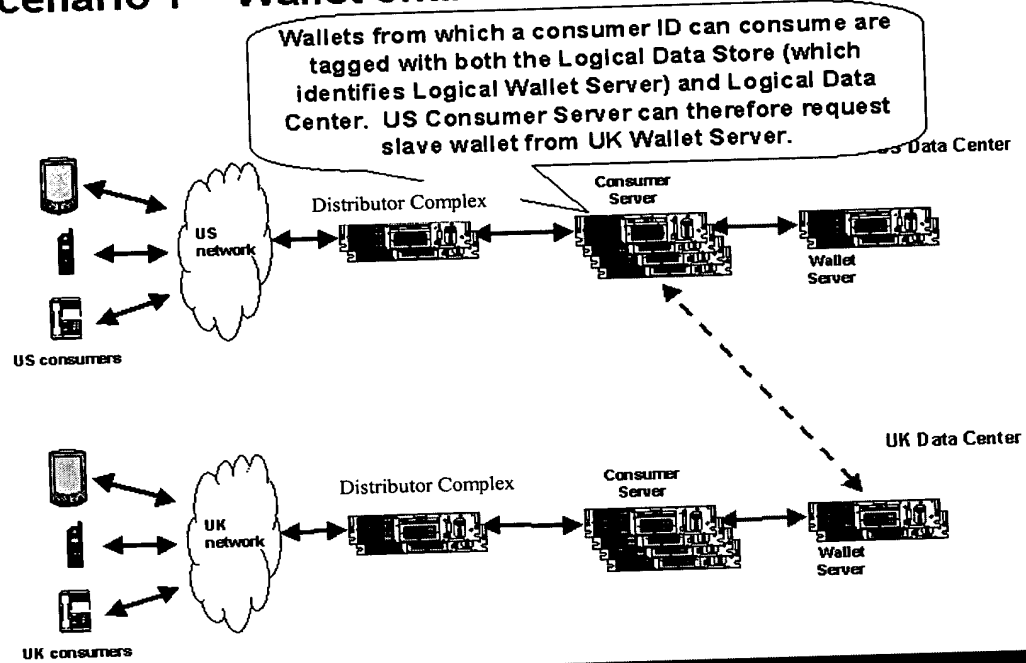 Wallets from which a consumer ID can consume are
tagged with both the Logical Data Store (which
identifies Logical Wallet Server) and Logical Data
Center. US Consumer Server can therefore request
slave wallet from UK Wallet Server.
Data Center
Consumer
Server
Distributor Complex
US
network
Wallet
Server
US consumers
UK Data Center
Consumer
Server
Distributor Complex
UK
network
Wallet
Server
UK consumers